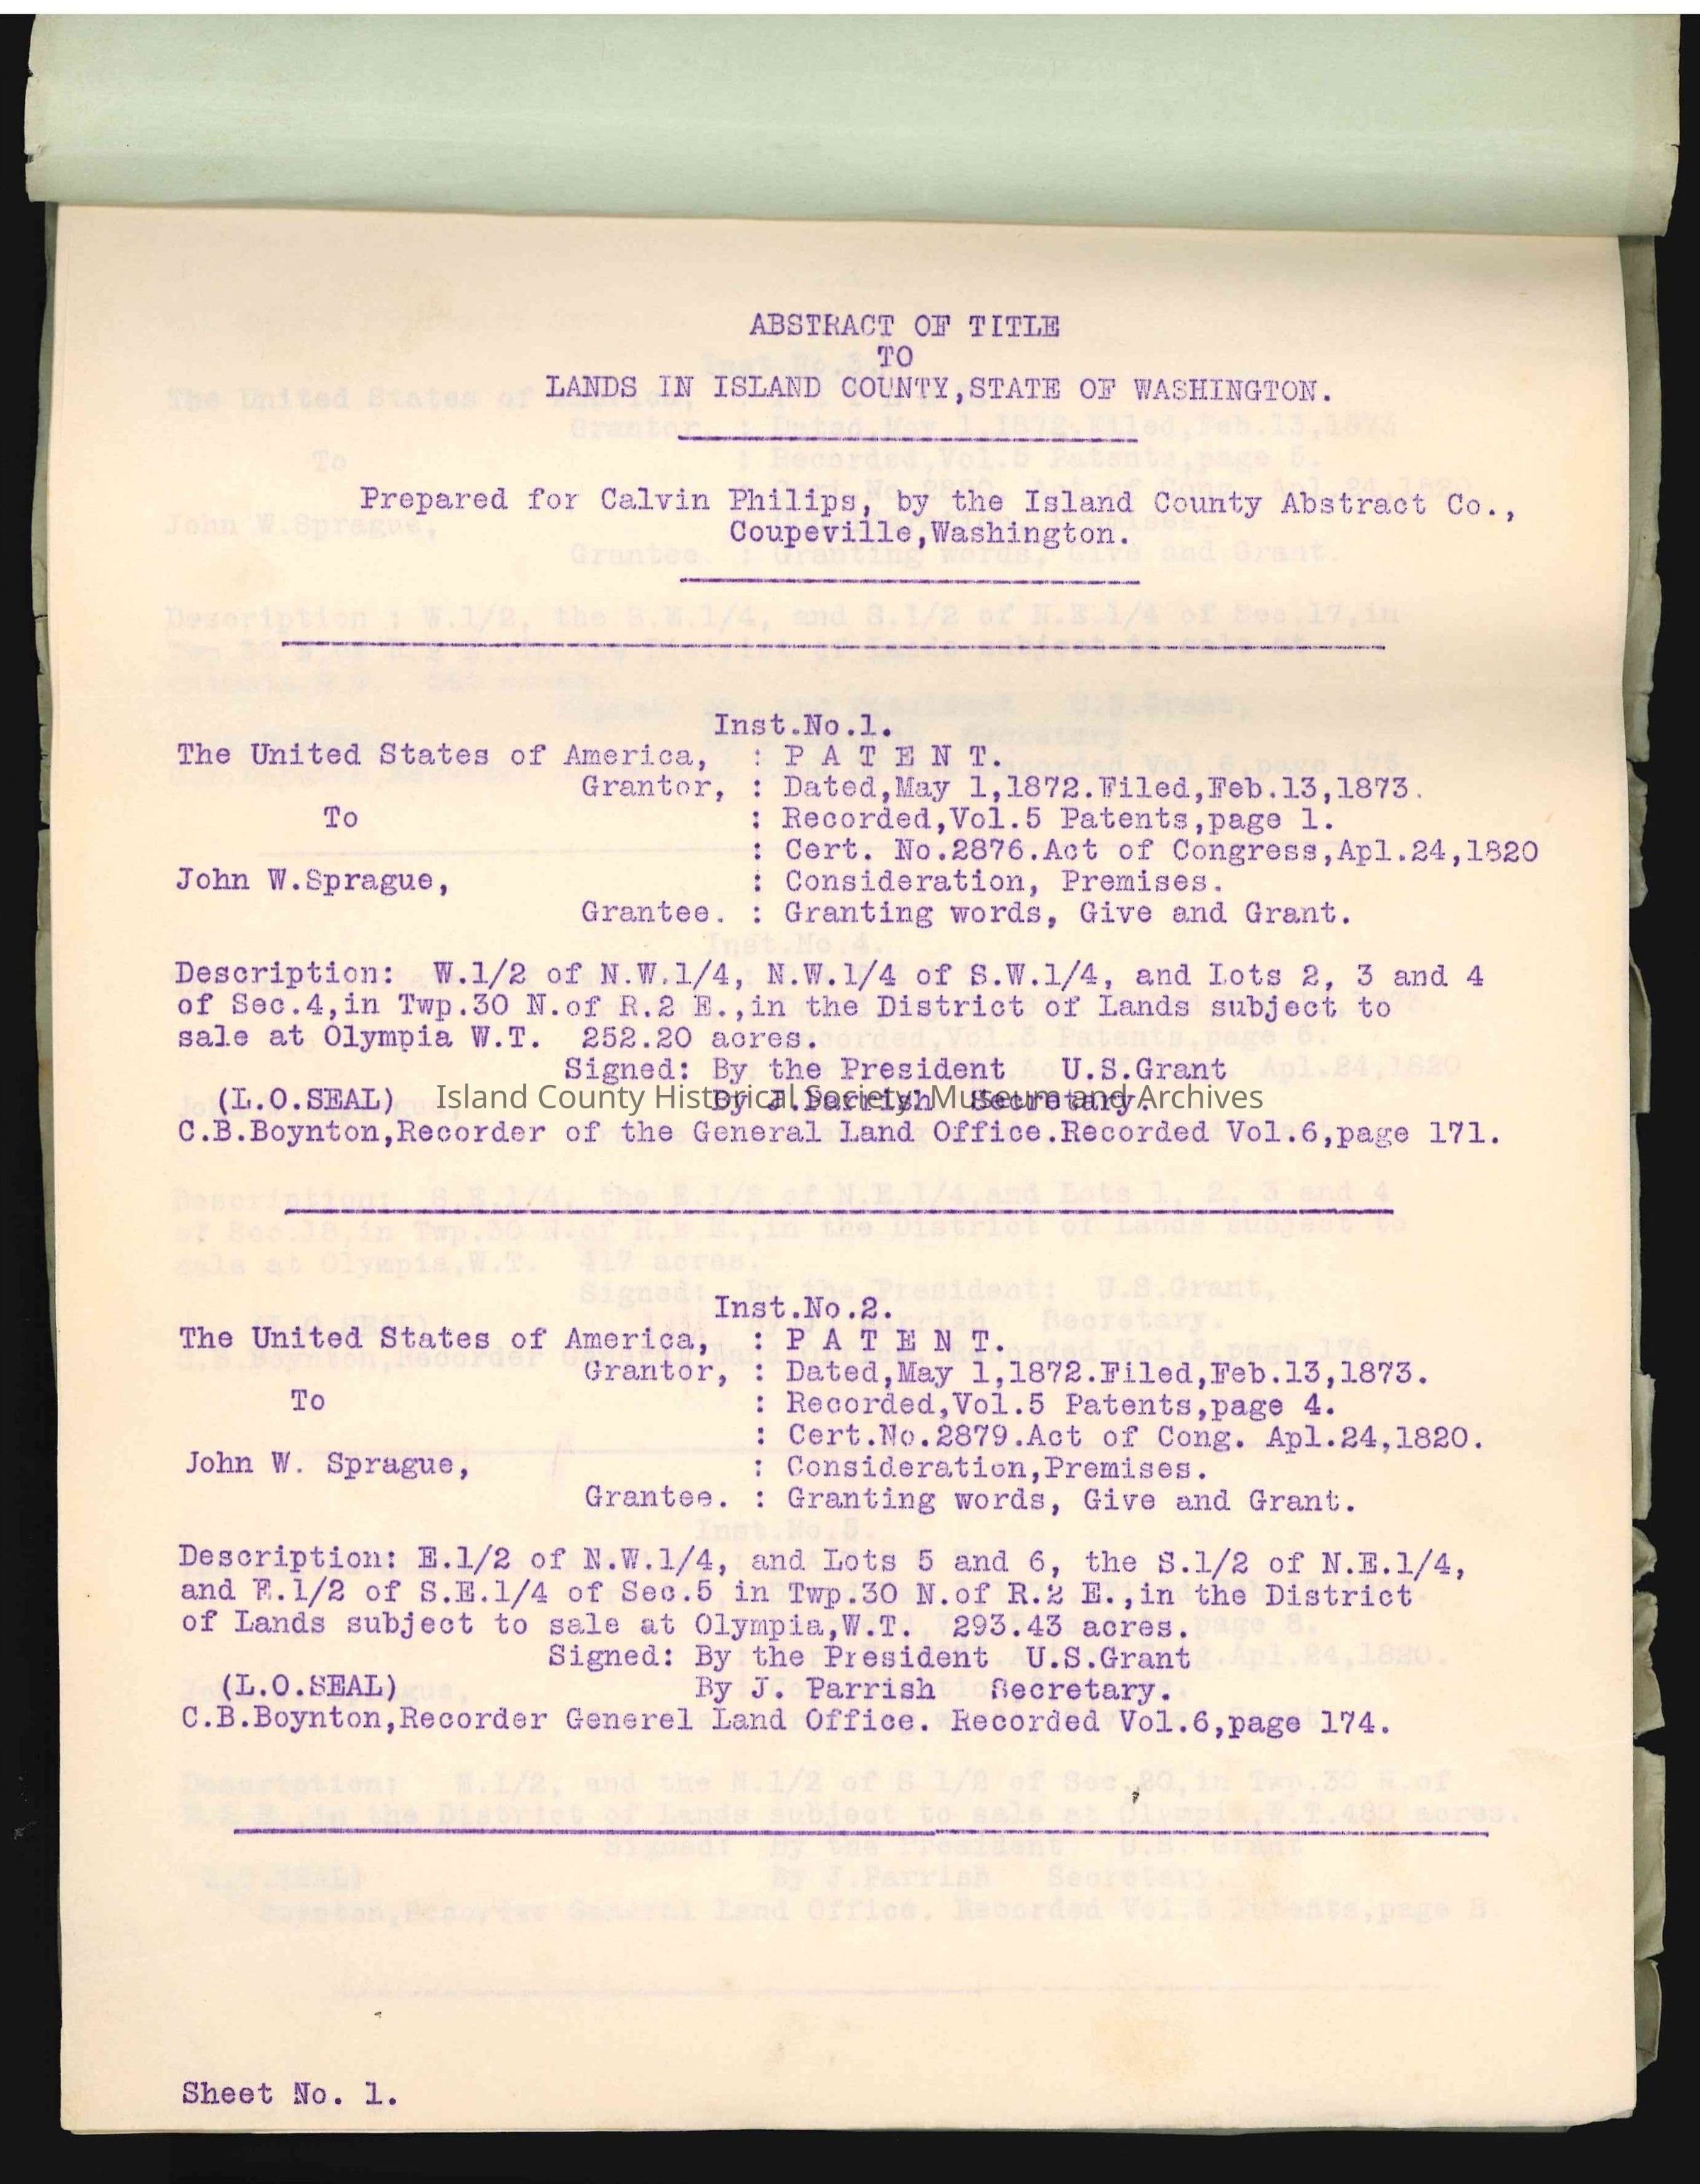 ABSTRACT OF TITLE
TO
LANDS IN ISLAND COUNTY,STATE OF WASHINGTON.
Prepared for Calvin Philips, by the Island County Abstract Co.,
Coupeville,Washington.
Inst.No.1.
The United States of America, : P A T E N T.
Grantor, : Dated,May 1,1872.Filed,Feb.13,1873.
To : Recorded,Vol.5 Patents,page 1.
: Cert. No.2876.Act of Congress,Apl.24,1820
John W.Sprague, : Consideration, Premises.
Grantee. : Granting words, Give and Grant.
Description: W.1/2 of N.W.1/4, N.W.1/4 of S.W.1/4, and Lots 2, 3 and 4
of Sec.4,in Twp.30 N.of R.2 E.,in the District of Lands subject to
sale at Olympia W.T. 252.20 acres.
Signed: By the President U.S.Grant
(L.O.SEAL) By J.Parrish Secretary.
Island County Historical Society Museum and Archives
C.B.Boynton,Recorder of the General Land Office.Recorded Vol.6,page 171.
Inst.No.2.
The United States of America, : P A T E N T.
Grantor, : Dated,May 1,1872.Filed,Feb.13,1873.
To : Recorded,Vol.5 Patents,page 4.
: Cert.No.2879.Act of Cong. Apl.24,1820.
John W. Sprague, : Consideration,Premises.
Grantee. : Granting words, Give and Grant.
Description: E.1/2 of N.W.1/4, and Lots 5 and 6, the S.1/2 of N.E.1/4,
and E.1/2 of S.E.1/4 of Sec.5 in Twp.30 N.of R.2 E.,in the District
of Lands subject to sale at Olympia,W.T. 293.43 acres.
Signed: By the President U.S.Grant
(L.O.SEAL) By J. Parrish Secretary.
C.B.Boynton,Recorder Generel Land Office. Recorded Vol.6,page 174.
Sheet No. 1.